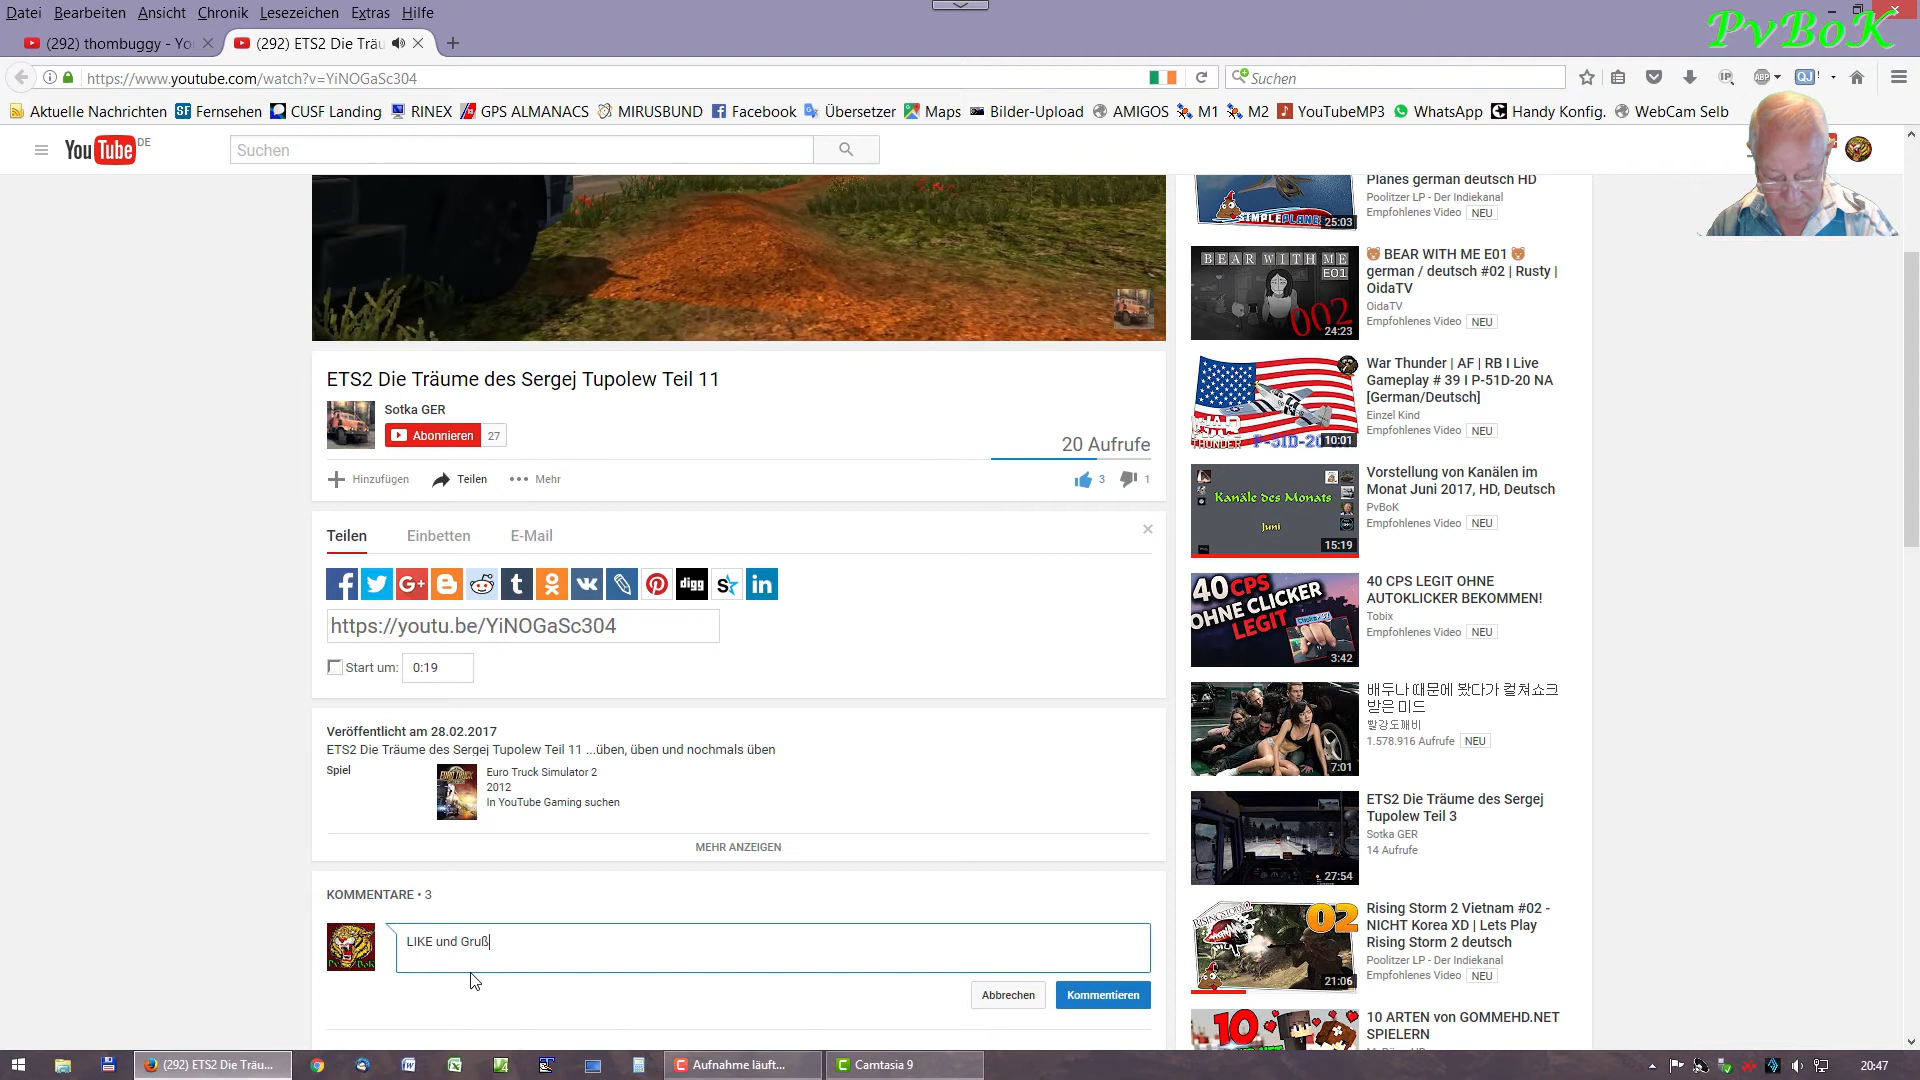 Datei Bearbeiten Ansicht Chronik Lesezeichen Extras Hilfe
PvBoK
(292) thombuggy - Yo
(292) ETS2 Die Träu
https://www.youtube.com/watch?v=YiNOGaSc304
Suchen
Aktuelle Nachrichten Fernsehen CUSF Landing RINEX GPS ALMANACS MIRUSBUND Facebook Übersetzer Maps Bilder-Upload AMIGOS M1 M2 YouTubeMP3 WhatsApp Handy Konfig. WebCam Selb
YouTube DE
Suchen
ETS2 Die Träume des Sergej Tupolew Teil 11
Sotka GER
Abonnieren 27
20 Aufrufe
Hinzufügen Teilen Mehr
3 1
Teilen Einbetten E-Mail
digg
https://youtu.be/YiNOGaSc304
Start um: 0:19
Veröffentlicht am 28.02.2017
ETS2 Die Träume des Sergej Tupolew Teil 11 ...üben, üben und nochmals üben
Spiel
Euro Truck Simulator 2
2012
In YouTube Gaming suchen
MEHR ANZEIGEN
KOMMENTARE • 3
LIKE und Gruß
Abbrechen Kommentieren
Planes german deutsch HD
Poolitzer LP - Der Indiekanal
Empfohlenes Video NEU
25:03
BEAR WITH ME E01
german / deutsch #02 | Rusty |
OidaTV
OidaTV
Empfohlenes Video NEU
BEAR WITH ME
E01
002
24:23
War Thunder | AF | RB I Live
Gameplay # 39 I P-51D-20 NA
[German/Deutsch]
Einzel Kind
Empfohlenes Video NEU
10:01
Vorstellung von Kanälen im
Monat Juni 2017, HD, Deutsch
PvBoK
Empfohlenes Video NEU
Kanäle des Monats
Juni
15:19
40 CPS LEGIT OHNE
AUTOKLICKER BEKOMMEN!
Tobix
Empfohlenes Video NEU
40 CPS
OHNE CLICKER
LEGIT
3:42
배두나 때문에 봤다가 컬쳐쇼크
받은 미드
빨강도깨비
1.578.916 Aufrufe NEU
7:01
ETS2 Die Träume des Sergej
Tupolew Teil 3
Sotka GER
14 Aufrufe
27:54
Rising Storm 2 Vietnam #02 -
NICHT Korea XD | Lets Play
Rising Storm 2 deutsch
Poolitzer LP - Der Indiekanal
Empfohlenes Video NEU
02
21:06
10 ARTEN von GOMMEHD.NET
SPIELERN
10
(292) ETS2 Die Träu...
Aufnahme läuft...
Camtasia 9
20:47